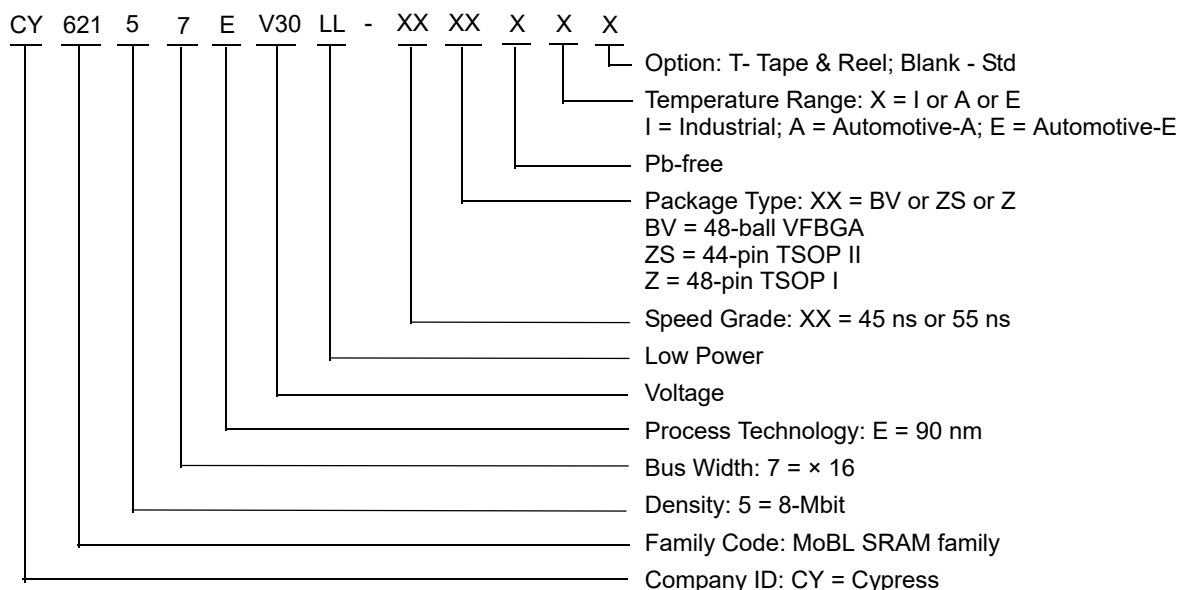 CY 621 5 7 E V30 LL - XX XX X X X
Option: T- Tape & Reel; Blank - Std
Temperature Range: X = I or A or E
I = Industrial; A = Automotive-A; E = Automotive-E
Pb-free
Package Type: XX = BV or ZS or Z
BV = 48-ball VFBGA
ZS = 44-pin TSOP II
Z = 48-pin TSOP I
Speed Grade: XX = 45 ns or 55 ns
Low Power
Voltage
Process Technology: E = 90 nm
Bus Width: 7 = × 16
Density: 5 = 8-Mbit
Family Code: MoBL SRAM family
Company ID: CY = Cypress